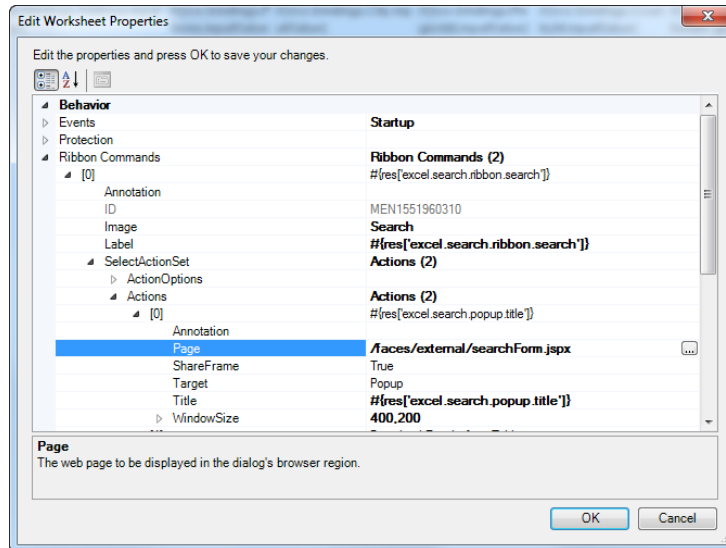 Edit Worksheet Properties
Edit the properties and press OK to save your changes.
Behavior
Events Startup
Protection
Ribbon Commands Ribbon Commands (2)
[0] #{res['excel.search.ribbon.search']}
Annotation
ID MEN1551960310
Image Search
Label #{res['excel.search.ribbon.search']}
SelectActionSet Actions (2)
ActionOptions
Actions Actions (2)
[0] #{res['excel.search.popup.title']}
Annotation
Page /faces/external/searchForm.jspx ...
ShareFrame True
Target Popup
Title #{res['excel.search.popup.title']}
WindowSize 400,200
Page
The web page to be displayed in the dialog's browser region.
OK Cancel